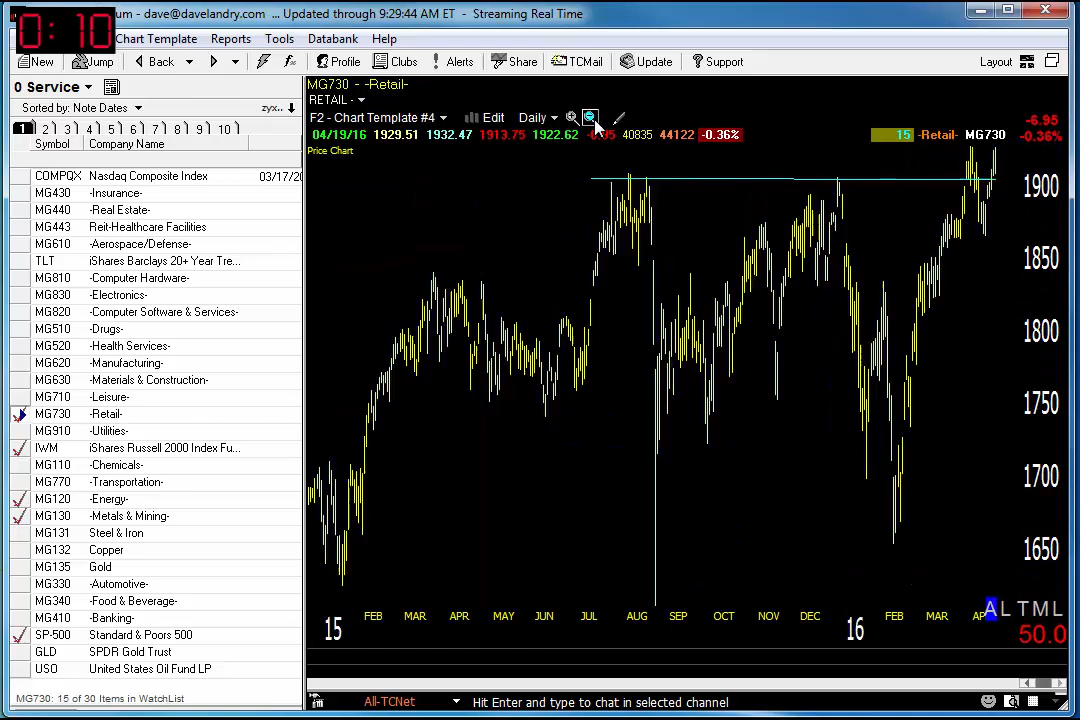 0:10
um - dave@davelandry.com ... Updated through 9:29:44 AM ET - Streaming Real Time
Chart Template Reports Tools Databank Help
New Jump Back Profile Clubs Alerts Share TCMail Update Support Layout
0 Service
Sorted by: Note Dates zyx..
1 2 3 4 5 6 7 8 9 10
Symbol Company Name
COMPQX Nasdaq Composite Index 03/17/20
MG430 -Insurance-
MG440 -Real Estate-
MG443 Reit-Healthcare Facilities
MG610 -Aerospace/Defense-
TLT iShares Barclays 20+ Year Tre...
MG810 -Computer Hardware-
MG830 -Electronics-
MG820 -Computer Software & Services-
MG510 -Drugs-
MG520 -Health Services-
MG620 -Manufacturing-
MG630 -Materials & Construction-
MG710 -Leisure-
MG730 -Retail-
MG910 -Utilities-
IWM iShares Russell 2000 Index Fu...
MG110 -Chemicals-
MG770 -Transportation-
MG120 -Energy-
MG130 -Metals & Mining-
MG131 Steel & Iron
MG132 Copper
MG135 Gold
MG330 -Automotive-
MG340 -Food & Beverage-
MG410 -Banking-
SP-500 Standard & Poors 500
GLD SPDR Gold Trust
USO United States Oil Fund LP
MG730: 15 of 30 Items in WatchList
MG730 - -Retail-
RETAIL -
F2 - Chart Template #4 Edit Daily
04/19/16 1929.51 1932.47 1913.75 1922.62 40835 44122 -0.36% 15 -Retail- MG730
-6.95
-0.36%
Price Chart
1900
1850
1800
1750
1700
1650
FEB MAR APR MAY JUN JUL AUG SEP OCT NOV DEC FEB MAR
15 16
A L T M L
50.0
All-TCNet Hit Enter and type to chat in selected channel